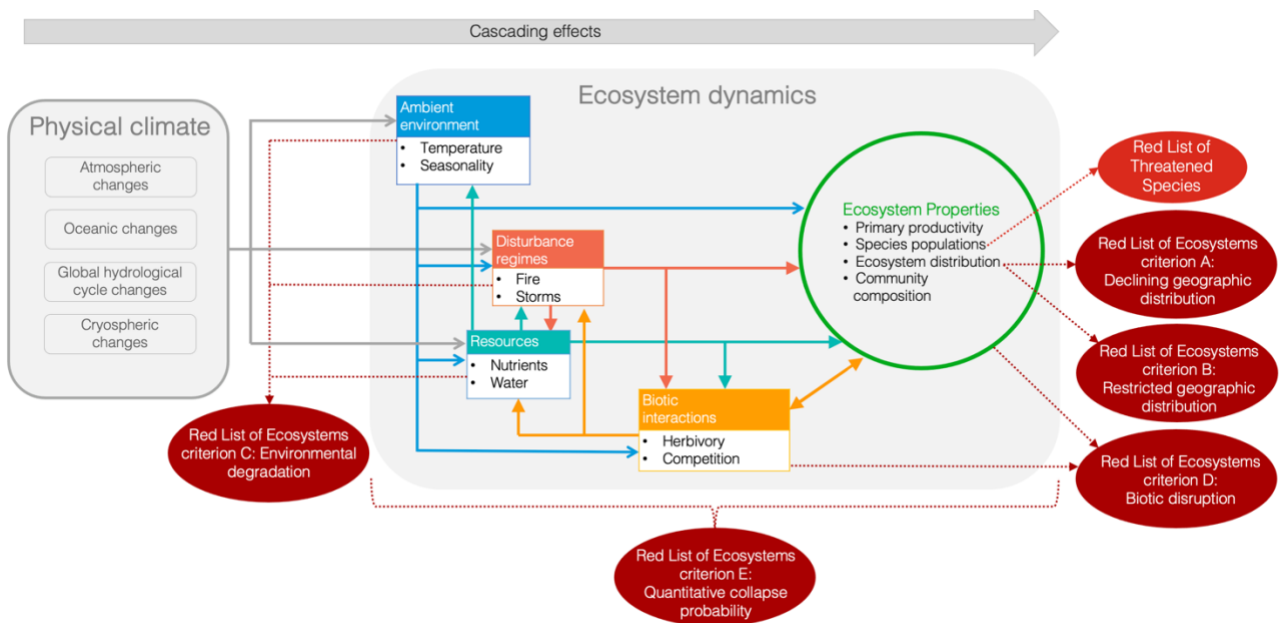 Cascading effects
Physical climate
Atmospheric
changes
Oceanic changes
Global hydrological
cycle changes
Cryospheric
changes
Ecosystem dynamics
Ambient
environment
• Temperature
• Seasonality
Disturbance
regimes
• Fire
• Storms
Resources
• Nutrients
• Water
Biotic
interactions
• Herbivory
• Competition
Ecosystem Properties
• Primary productivity
• Species populations
• Ecosystem distribution
• Community
composition
Red List of
Threatened
Species
Red List of Ecosystems
criterion A:
Declining geographic
distribution
Red List of Ecosystems
criterion B:
Restricted geographic
distribution
Red List of Ecosystems
criterion D:
Biotic disruption
Red List of Ecosystems
criterion C: Environmental
degradation
Red List of Ecosystems
criterion E:
Quantitative collapse
probability